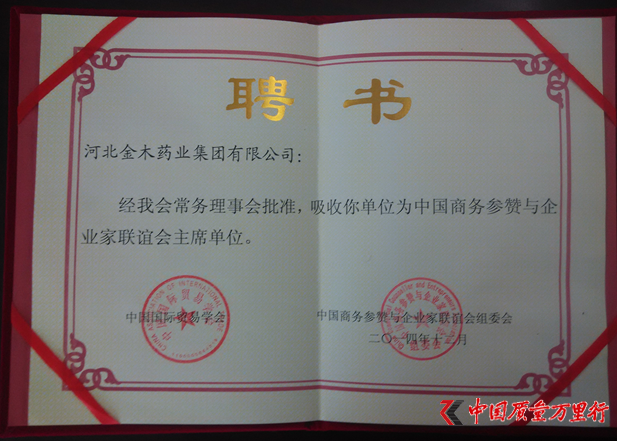 聘书
河北金木药业集团有限公司:
经我会常务理事会批准，吸收你单位为中国商务参赞与企
业家联谊会主席单位。
中国国际贸易学会
中国商务参赞与企业家联谊会组委会
二〇一四年十一月
中国质量万里行